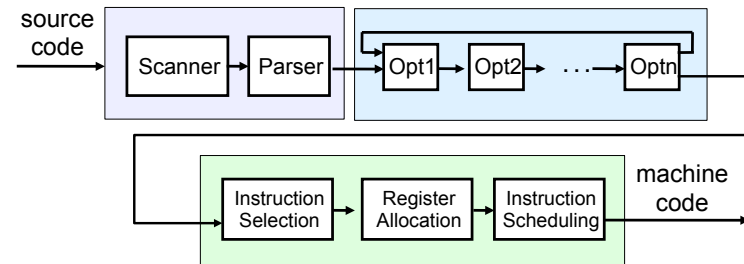 source
code
Scanner
Parser
Opt1
Opt2
...
Optn
Instruction
Selection
Register
Allocation
Instruction
Scheduling
machine
code